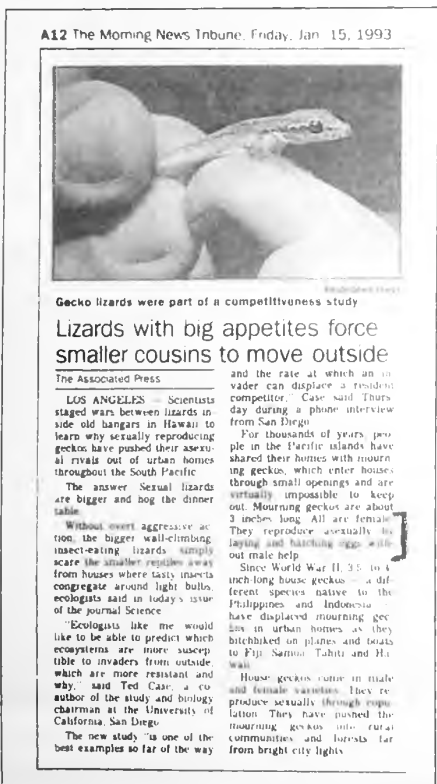 A12 The Morning News Tribune, Friday, Jan. 15, 1993
Gecko lizards were part of a competitiveness study
Lizards with big appetites force
smaller cousins to move outside
The Associated Press
LOS ANGELES — Scientists
staged wars between lizards in-
side old hangars in Hawaii to
learn why sexually reproducing
geckos have pushed their asexu-
al rivals out of urban homes
throughout the South Pacific.
The answer: Sexual lizards
are bigger and hog the dinner
table.
Without overt aggressive ac-
tion, the bigger wall-climbing,
insect-eating lizards simply
scare the smaller reptiles away
from houses where tasty insects
congregate around light bulbs,
ecologists said in today's issue
of the journal Science.
"Ecologists like me would
like to be able to predict which
ecosystems are more suscep-
tible to invaders from outside,
which are more resistant and
why," said Ted Case, a co-
author of the study and biology
chairman at the University of
California, San Diego.
The new study "is one of the
best examples so far of the way
and the rate at which an in-
vader can displace a resident
competitor," Case said Thurs-
day during a phone interview
from San Diego.
For thousands of years, peo-
ple in the Pacific islands have
shared their homes with mourn-
ing geckos, which enter houses
through small openings and are
virtually impossible to keep
out. Mourning geckos are about
3 inches long. All are female.
They reproduce asexually by
laying and hatching eggs with-
out male help.
Since World War II, 3.5- to 4-
inch-long house geckos — a dif-
ferent species native to the
Philippines and Indonesia —
have displaced mourning gec-
kos in urban homes as they
hitchhiked on planes and boats
to Fiji, Samoa, Tahiti and Ha-
waii.
House geckos come in male
and female varieties. They re-
produce sexually through copu-
lation. They have pushed the
mourning geckos into rural
communities and forests far
from bright city lights.